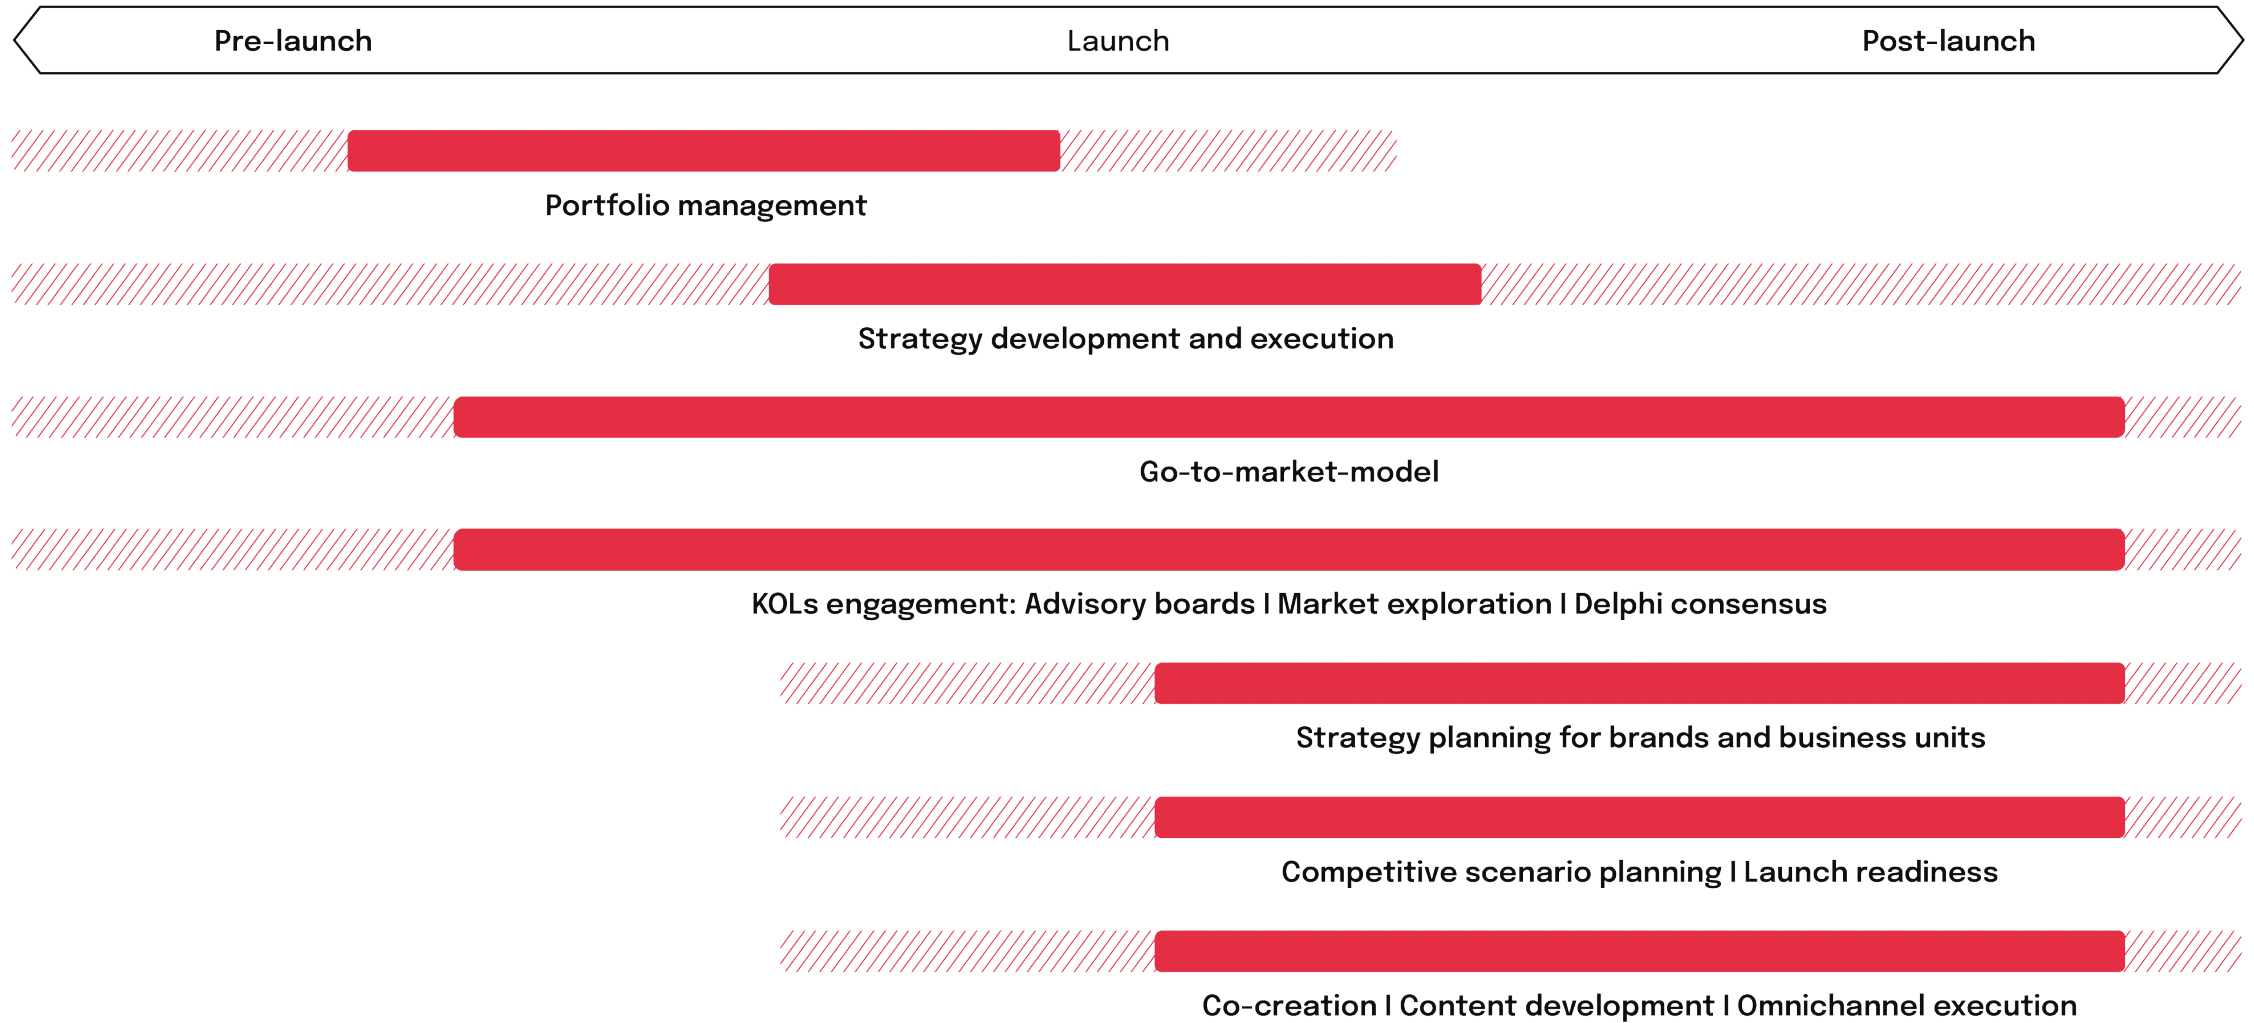 Pre-launch Launch Post-launch
Portfolio management
Strategy development and execution
Go-to-market-model
KOLs engagement: Advisory boards I Market exploration I Delphi consensus
Strategy planning for brands and business units
Competitive scenario planning I Launch readiness
Co-creation I Content development I Omnichannel execution